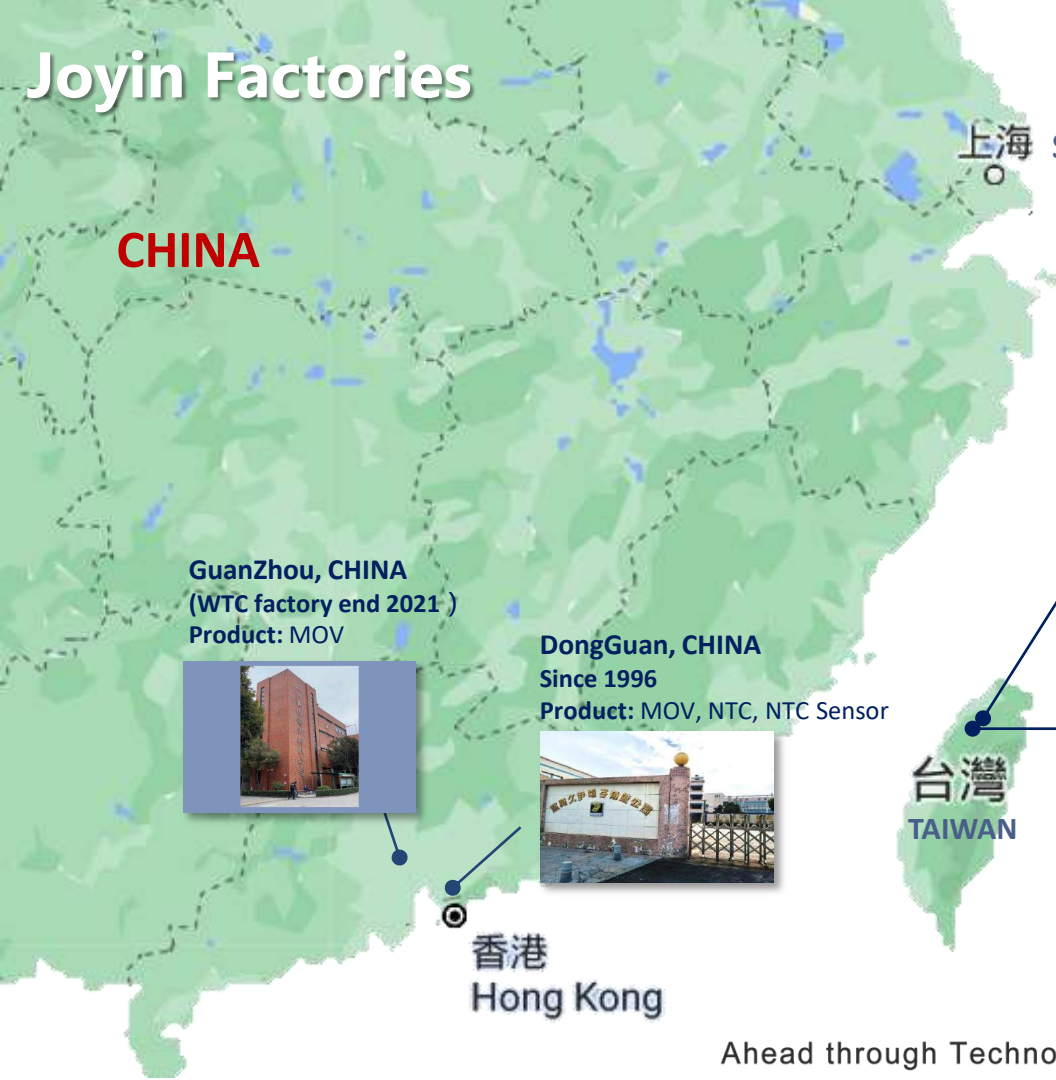 Joyin Factories
上海
CHINA
GuanZhou, CHINA
(WTC factory end 2021 )
Product: MOV
DongGuan, CHINA
Since 1996
Product: MOV, NTC, NTC Sensor
台灣
TAIWAN
香港
Hong Kong
Ahead through Techno